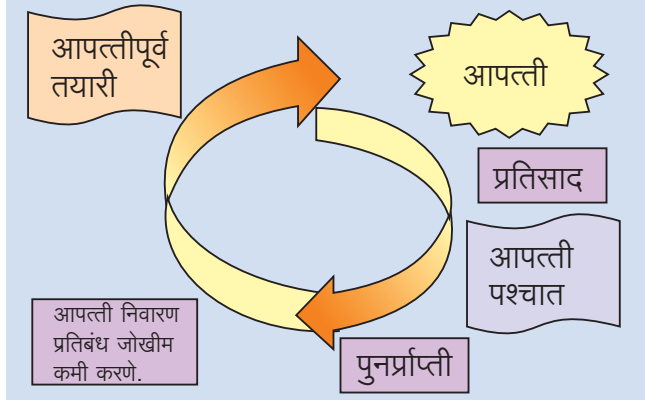 आपत्तीपूर्व
तयारी
आपत्ती
प्रतिसाद
आपत्ती
पश्चात
पुनर्प्राप्ती
आपत्ती निवारण
प्रतिबंध जोखीम
कमी करणे.